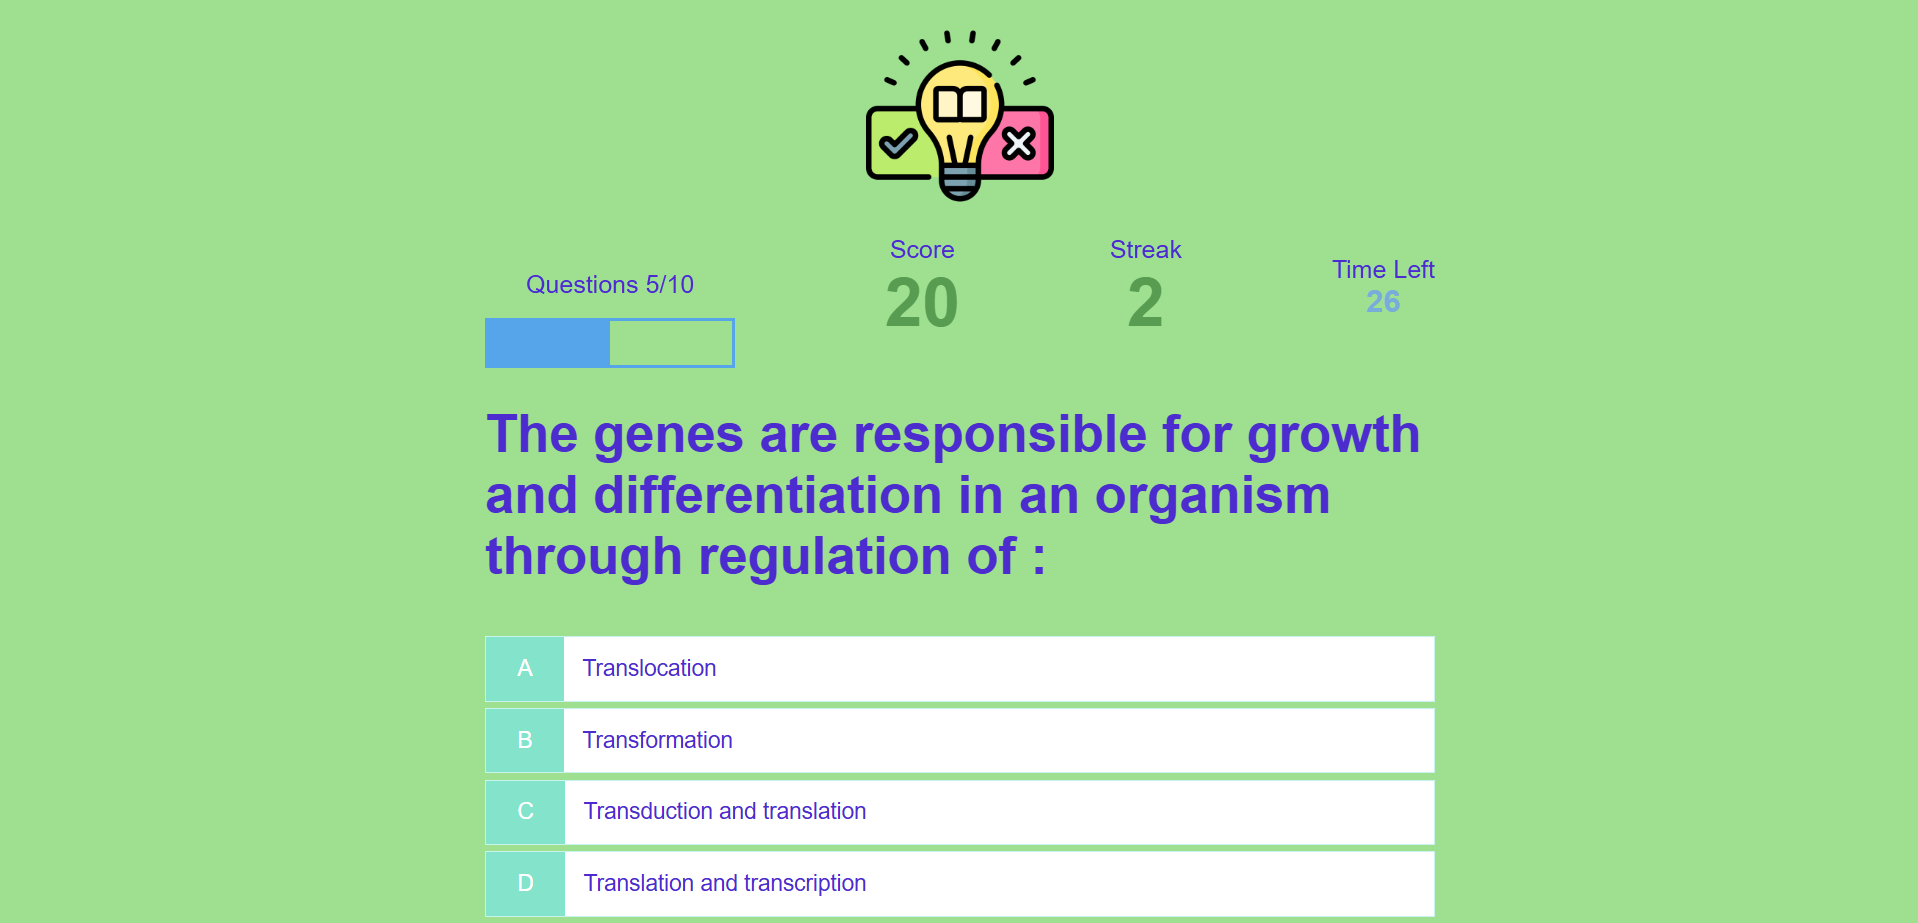 Questions 5/10
Score
20
Streak
2
Time Left
26
The genes are responsible for growth
and differentiation in an organism
through regulation of :
A Translocation
B Transformation
C Transduction and translation
D Translation and transcription